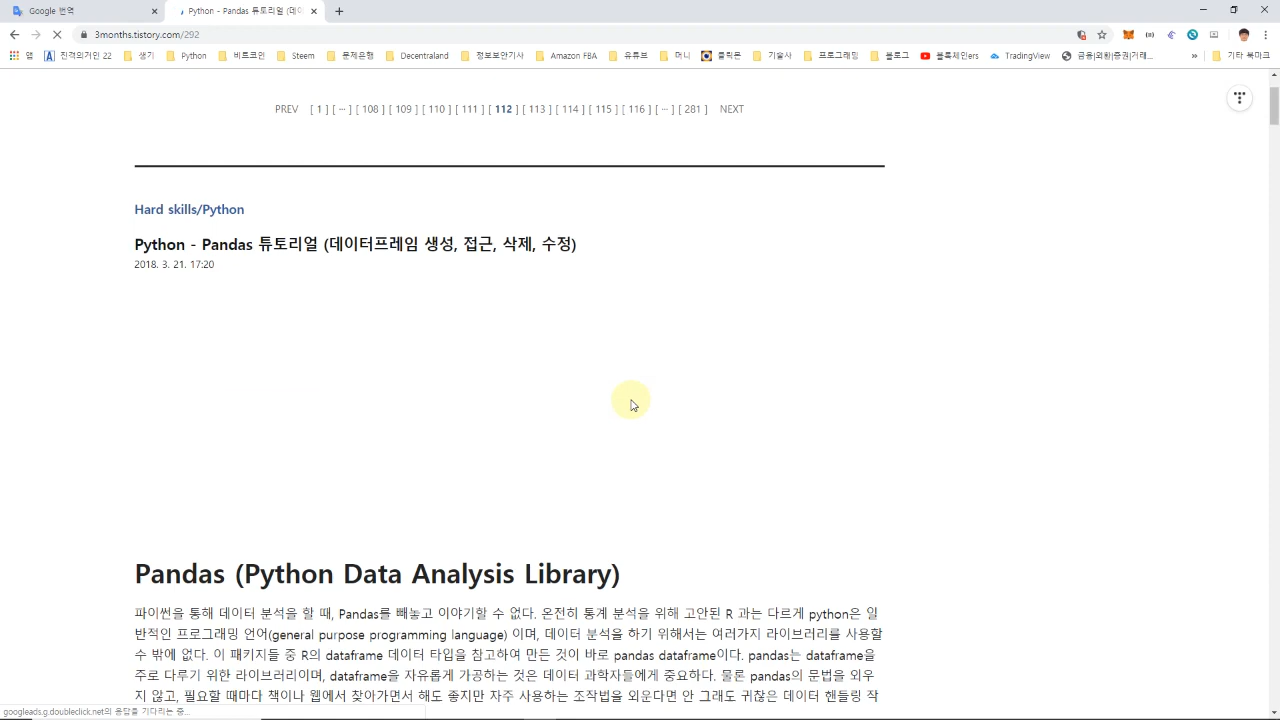 Google 번역
Python - Pandas 튜토리얼 (데이
3months.tistory.com/292
앱 진격의거인 22 생기 Python 비트코인 Steem 문제은행 Decentraland 정보보안기사 Amazon FBA 유튜브 머니 클릭몬 기술사 프로그래밍 블로그 블록체인ers TradingView 금융|외환|증권|거래... » 기타 북마크
PREV [ 1 ] [ ··· ] [ 108 ] [ 109 ] [ 110 ] [ 111 ] [ 112 ] [ 113 ] [ 114 ] [ 115 ] [ 116 ] [ ··· ] [ 281 ] NEXT
Hard skills/Python
Python - Pandas 튜토리얼 (데이터프레임 생성, 접근, 삭제, 수정)
2018. 3. 21. 17:20
Pandas (Python Data Analysis Library)
파이썬을 통해 데이터 분석을 할 때, Pandas를 빼놓고 이야기할 수 없다. 온전히 통계 분석을 위해 고안된 R 과는 다르게 python은 일
반적인 프로그래밍 언어(general purpose programming language) 이며, 데이터 분석을 하기 위해서는 여러가지 라이브러리를 사용할
수 밖에 없다. 이 패키지들 중 R의 dataframe 데이터 타입을 참고하여 만든 것이 바로 pandas dataframe이다. pandas는 dataframe을
주로 다루기 위한 라이브러리이며, dataframe을 자유롭게 가공하는 것은 데이터 과학자들에게 중요하다. 물론 pandas의 문법을 외우
지 않고, 필요할 때마다 책이나 웹에서 찾아가면서 해도 좋지만 자주 사용하는 조작법을 외운다면 안 그래도 귀찮은 데이터 핸들링 작
googleads.g.doubleclick.net의 응답을 기다리는 중...